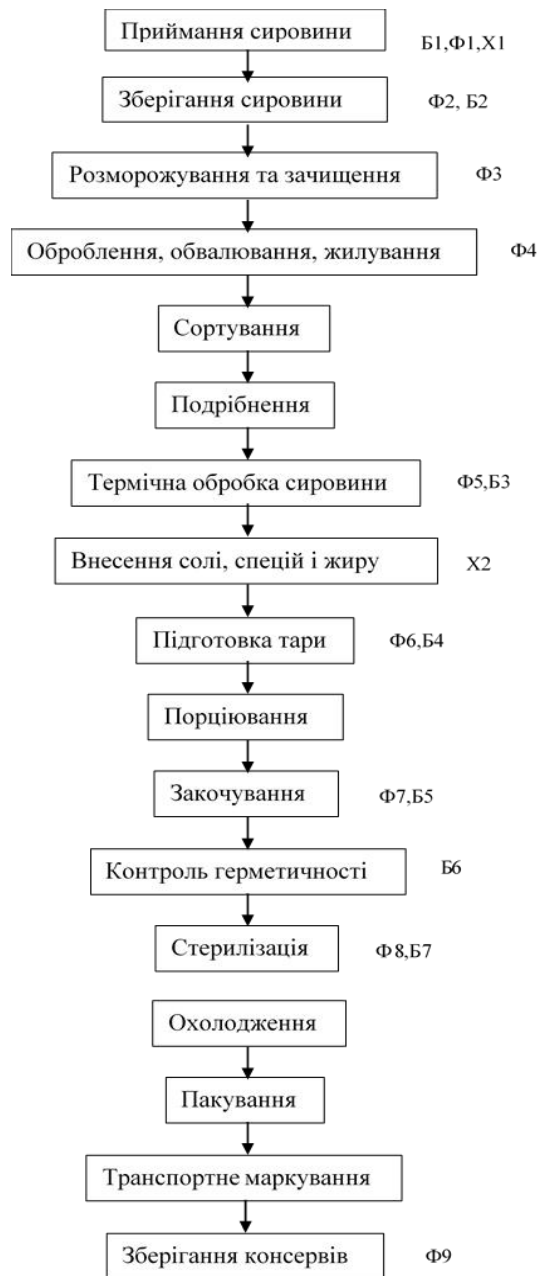 Приймання сировини
Б1,Ф1,Х1
Зберігання сировини
Ф2, Б2
Розморожування та зачищення
Ф3
Оброблення, обвалювання, жилування
Ф4
Сортування
Подрібнення
Термічна обробка сировини
Ф5,Б3
Внесення солі, спецій і жиру
Х2
Підготовка тари
Ф6,Б4
Порціювання
Закочування
Ф7,Б5
Контроль герметичності
Б6
Стерилізація
Ф8,Б7
Охолодження
Пакування
Транспортне маркування
Зберігання консервів
Ф9